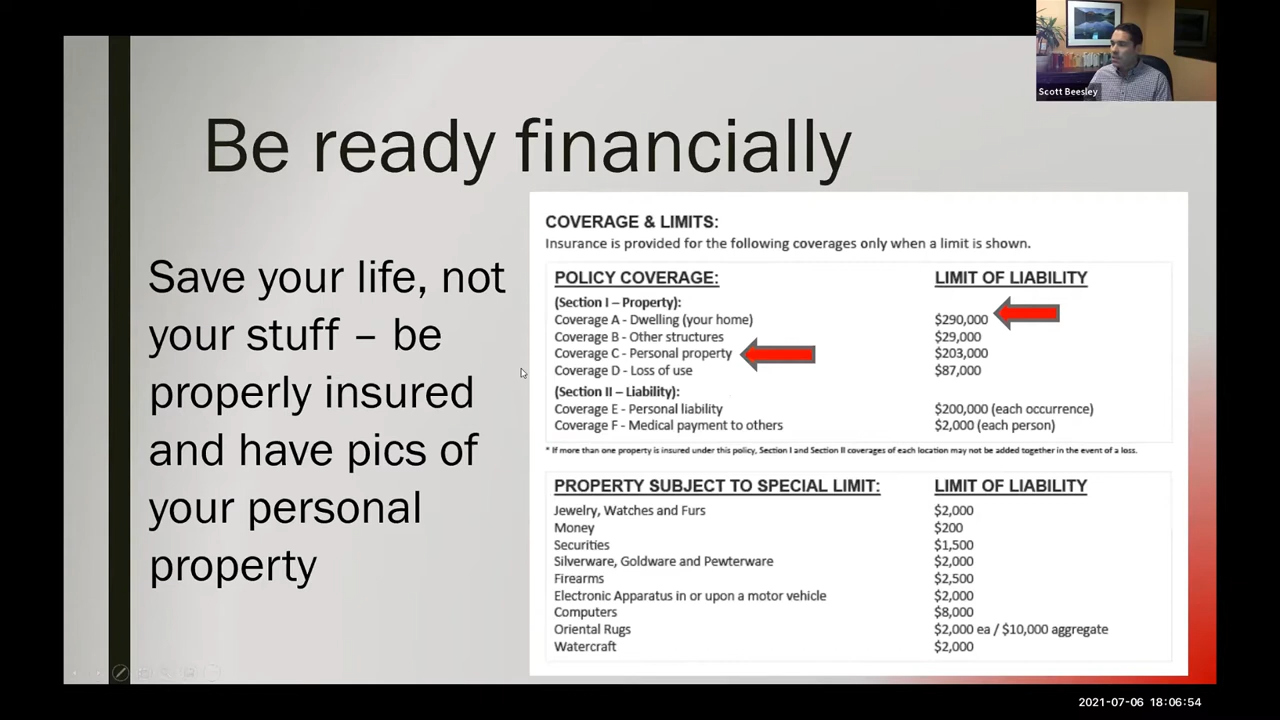 Scott Beesley
Be ready financially
Save your life, not
your stuff – be
properly insured
and have pics of
your personal
property
COVERAGE & LIMITS:
Insurance is provided for the following coverages only when a limit is shown.
POLICY COVERAGE: LIMIT OF LIABILITY
(Section I – Property):
Coverage A - Dwelling (your home) $290,000
Coverage B - Other structures $29,000
Coverage C - Personal property $203,000
Coverage D - Loss of use $87,000
(Section II – Liability):
Coverage E - Personal liability $200,000 (each occurrence)
Coverage F - Medical payment to others $2,000 (each person)
* If more than one property is insured under this policy, Section I and Section II coverages of each location may not be added together in the event of a loss.
PROPERTY SUBJECT TO SPECIAL LIMIT: LIMIT OF LIABILITY
Jewelry, Watches and Furs $2,000
Money $200
Securities $1,500
Silverware, Goldware and Pewterware $2,000
Firearms $2,500
Electronic Apparatus in or upon a motor vehicle $2,000
Computers $8,000
Oriental Rugs $2,000 ea / $10,000 aggregate
Watercraft $2,000
2021-07-06 18:06:54